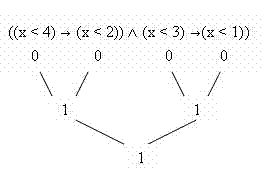 ((x < 4) → (x < 2)) ∧ (x < 3) →(x < 1))
0 0 0 0
1 1
1